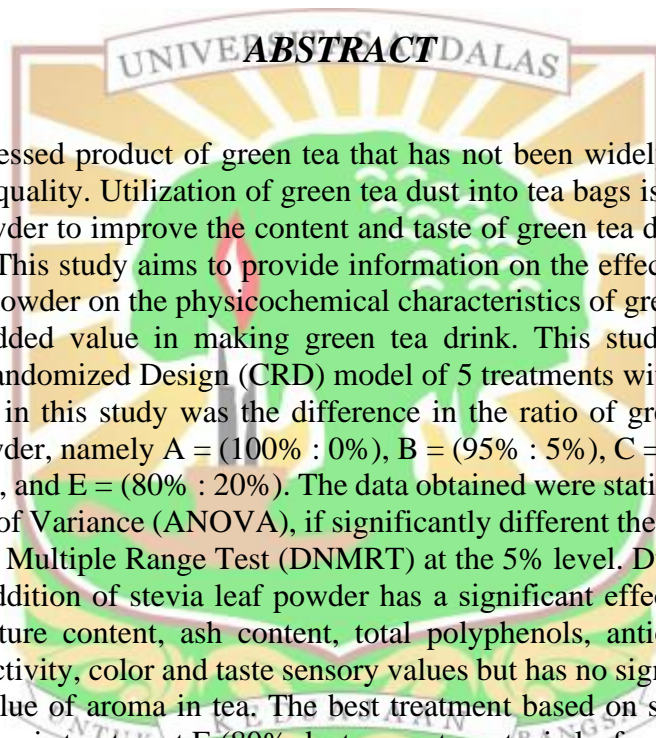 UNIVERSITAS ANDALAS
ABSTRACT
essed product of green tea that has not been widel
quality. Utilization of green tea dust into tea bags is
wder to improve the content and taste of green tea d
This study aims to provide information on the effec
powder on the physicochemical characteristics of gre
dded value in making green tea drink. This stud
andomized Design (CRD) model of 5 treatments wi
in this study was the difference in the ratio of gr
wder, namely A = (100% : 0%), B = (95% : 5%), C =
, and E = (80% : 20%). The data obtained were stati
of Variance (ANOVA), if significantly different the
Multiple Range Test (DNMRT) at the 5% level. D
ddition of stevia leaf powder has a significant effec
ture content, ash content, total polyphenols, anti
ctivity, color and taste sensory values but has no sign
lue of aroma in tea. The best treatment based on s
UNTUK KEDJAJAAN BANGSA